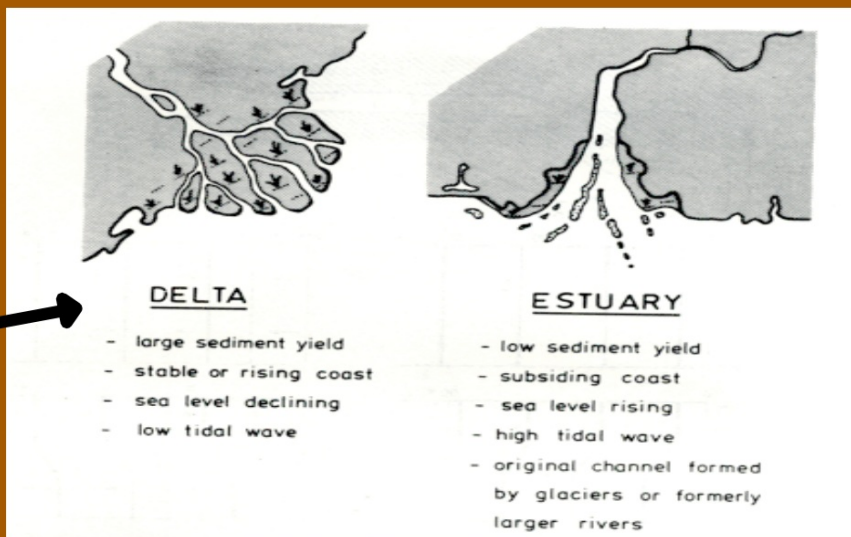 DELTA
- large sediment yield
- stable or rising coast
- sea level declining
- low tidal wave
ESTUARY
- low sediment yield
- subsiding coast
- sea level rising
- high tidal wave
- original channel formed
by glaciers or formerly
larger rivers